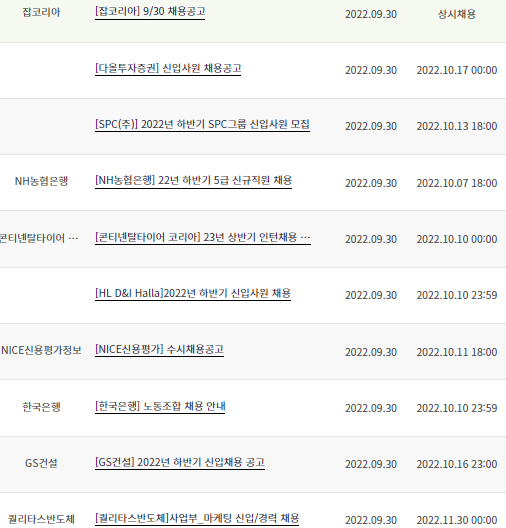 잡코리아 [잡코리아] 9/30 채용공고 2022.09.30 상시채용
[다올투자증권] 신입사원 채용공고 2022.09.30 2022.10.17 00:00
[SPC(주)] 2022년 하반기 SPC그룹 신입사원 모집 2022.09.30 2022.10.13 18:00
NH농협은행 [NH농협은행] 22년 하반기 5급 신규직원 채용 2022.09.30 2022.10.07 18:00
콘티넨탈타이어 ··· [콘티넨탈타이어 코리아] 23년 상반기 인턴채용 ··· 2022.09.30 2022.10.10 00:00
[HL D&I Halla]2022년 하반기 신입사원 채용 2022.09.30 2022.10.10 23:59
NICE신용평가정보 [NICE신용평가] 수시채용공고 2022.09.30 2022.10.11 18:00
한국은행 [한국은행] 노동조합 채용 안내 2022.09.30 2022.10.10 23:59
GS건설 [GS건설] 2022년 하반기 신입채용 공고 2022.09.30 2022.10.16 23:00
퀄리타스반도체 [퀄리타스반도체]사업부_마케팅 신입/경력 채용 2022.09.30 2022.11.30 00:00